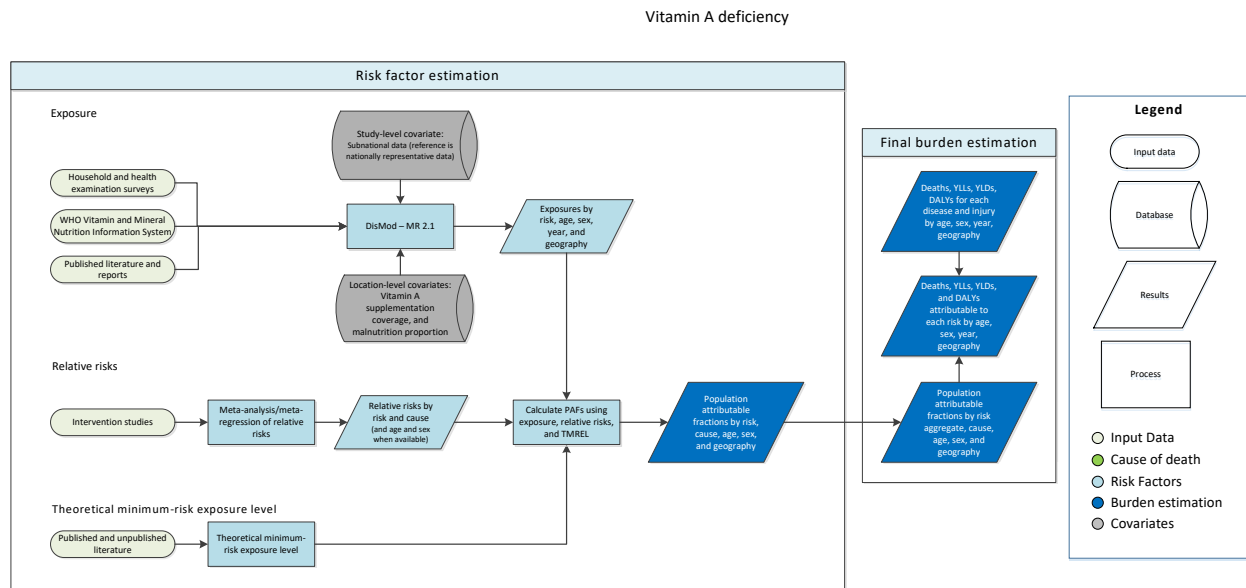 Vitamin A deficiency
Risk factor estimation
Exposure
Study-level covariate:
Subnational data (reference is
nationally representative data)
Household and health
examination surveys
WHO Vitamin and Mineral
Nutrition Information System
Published literature and
reports
DisMod – MR 2.1
Exposures by
risk, age, sex,
year, and
geography
Location-level covariates:
Vitamin A
supplementation
coverage, and
malnutrition proportion
Relative risks
Intervention studies
Meta-analysis/meta-
regression of relative
risks
Relative risks by
risk and cause
(and age and sex
when available)
Calculate PAFs using
exposure, relative risks,
and TMREL
Population
attributable
fractions by risk,
cause, age, sex,
and geography
Theoretical minimum-risk exposure level
Published and unpublished
literature
Theoretical minimum-
risk exposure level
Final burden estimation
Deaths, YLLs, YLDs,
DALYs for each
disease and injury
by age, sex, year,
geography
Deaths, YLLs, YLDs,
and DALYs
attributable to
each risk by age,
sex, year,
geography
Population
attributable
fractions by risk
aggregate, cause,
age, sex, and
geography
Legend
Input data
Database
Results
Process
Input Data
Cause of death
Risk Factors
Burden estimation
Covariates